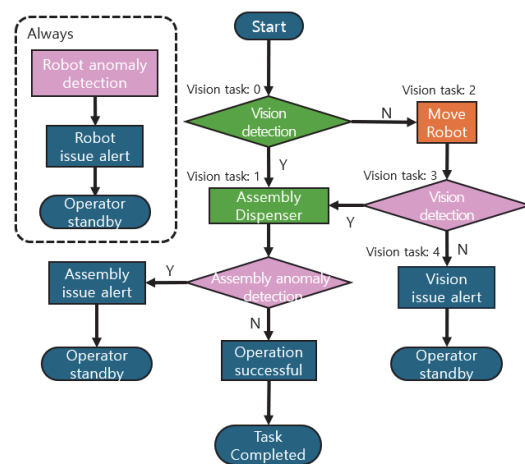 Always
Robot anomaly
detection
Robot
issue alert
Operator
standby
Start
Vision task: 0
Vision
detection
N
Y
Vision task: 2
Move
Robot
Vision task: 1
Assembly
Dispenser
Vision task: 3
Vision
detection
Y
N
Vision task: 4
Vision
issue alert
Operator
standby
Assembly anomaly
detection
Y
N
Assembly
issue alert
Operator
standby
Operation
successful
Task
Completed